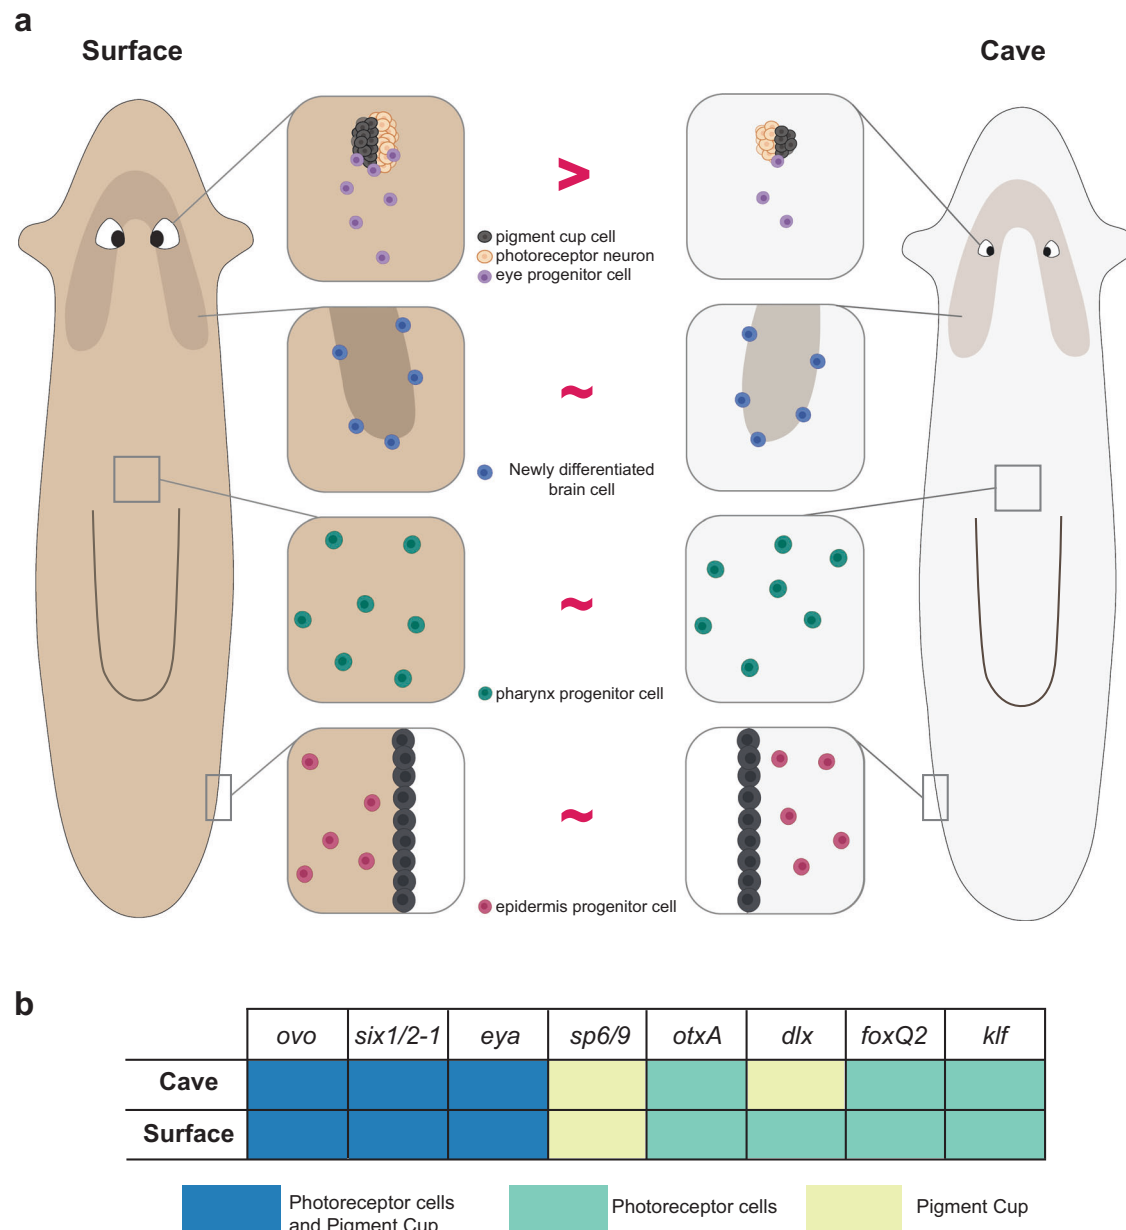 a
Surface
Cave
>
pigment cup cell
photoreceptor neuron
eye progenitor cell
~
Newly differentiated
brain cell
~
pharynx progenitor cell
~
epidermis progenitor cell
b
ovo six1/2-1 eya sp6/9 otxA dlx foxQ2 klf
Cave
Surface
Photoreceptor cells
and Pigment Cup
Photoreceptor cells
Pigment Cup